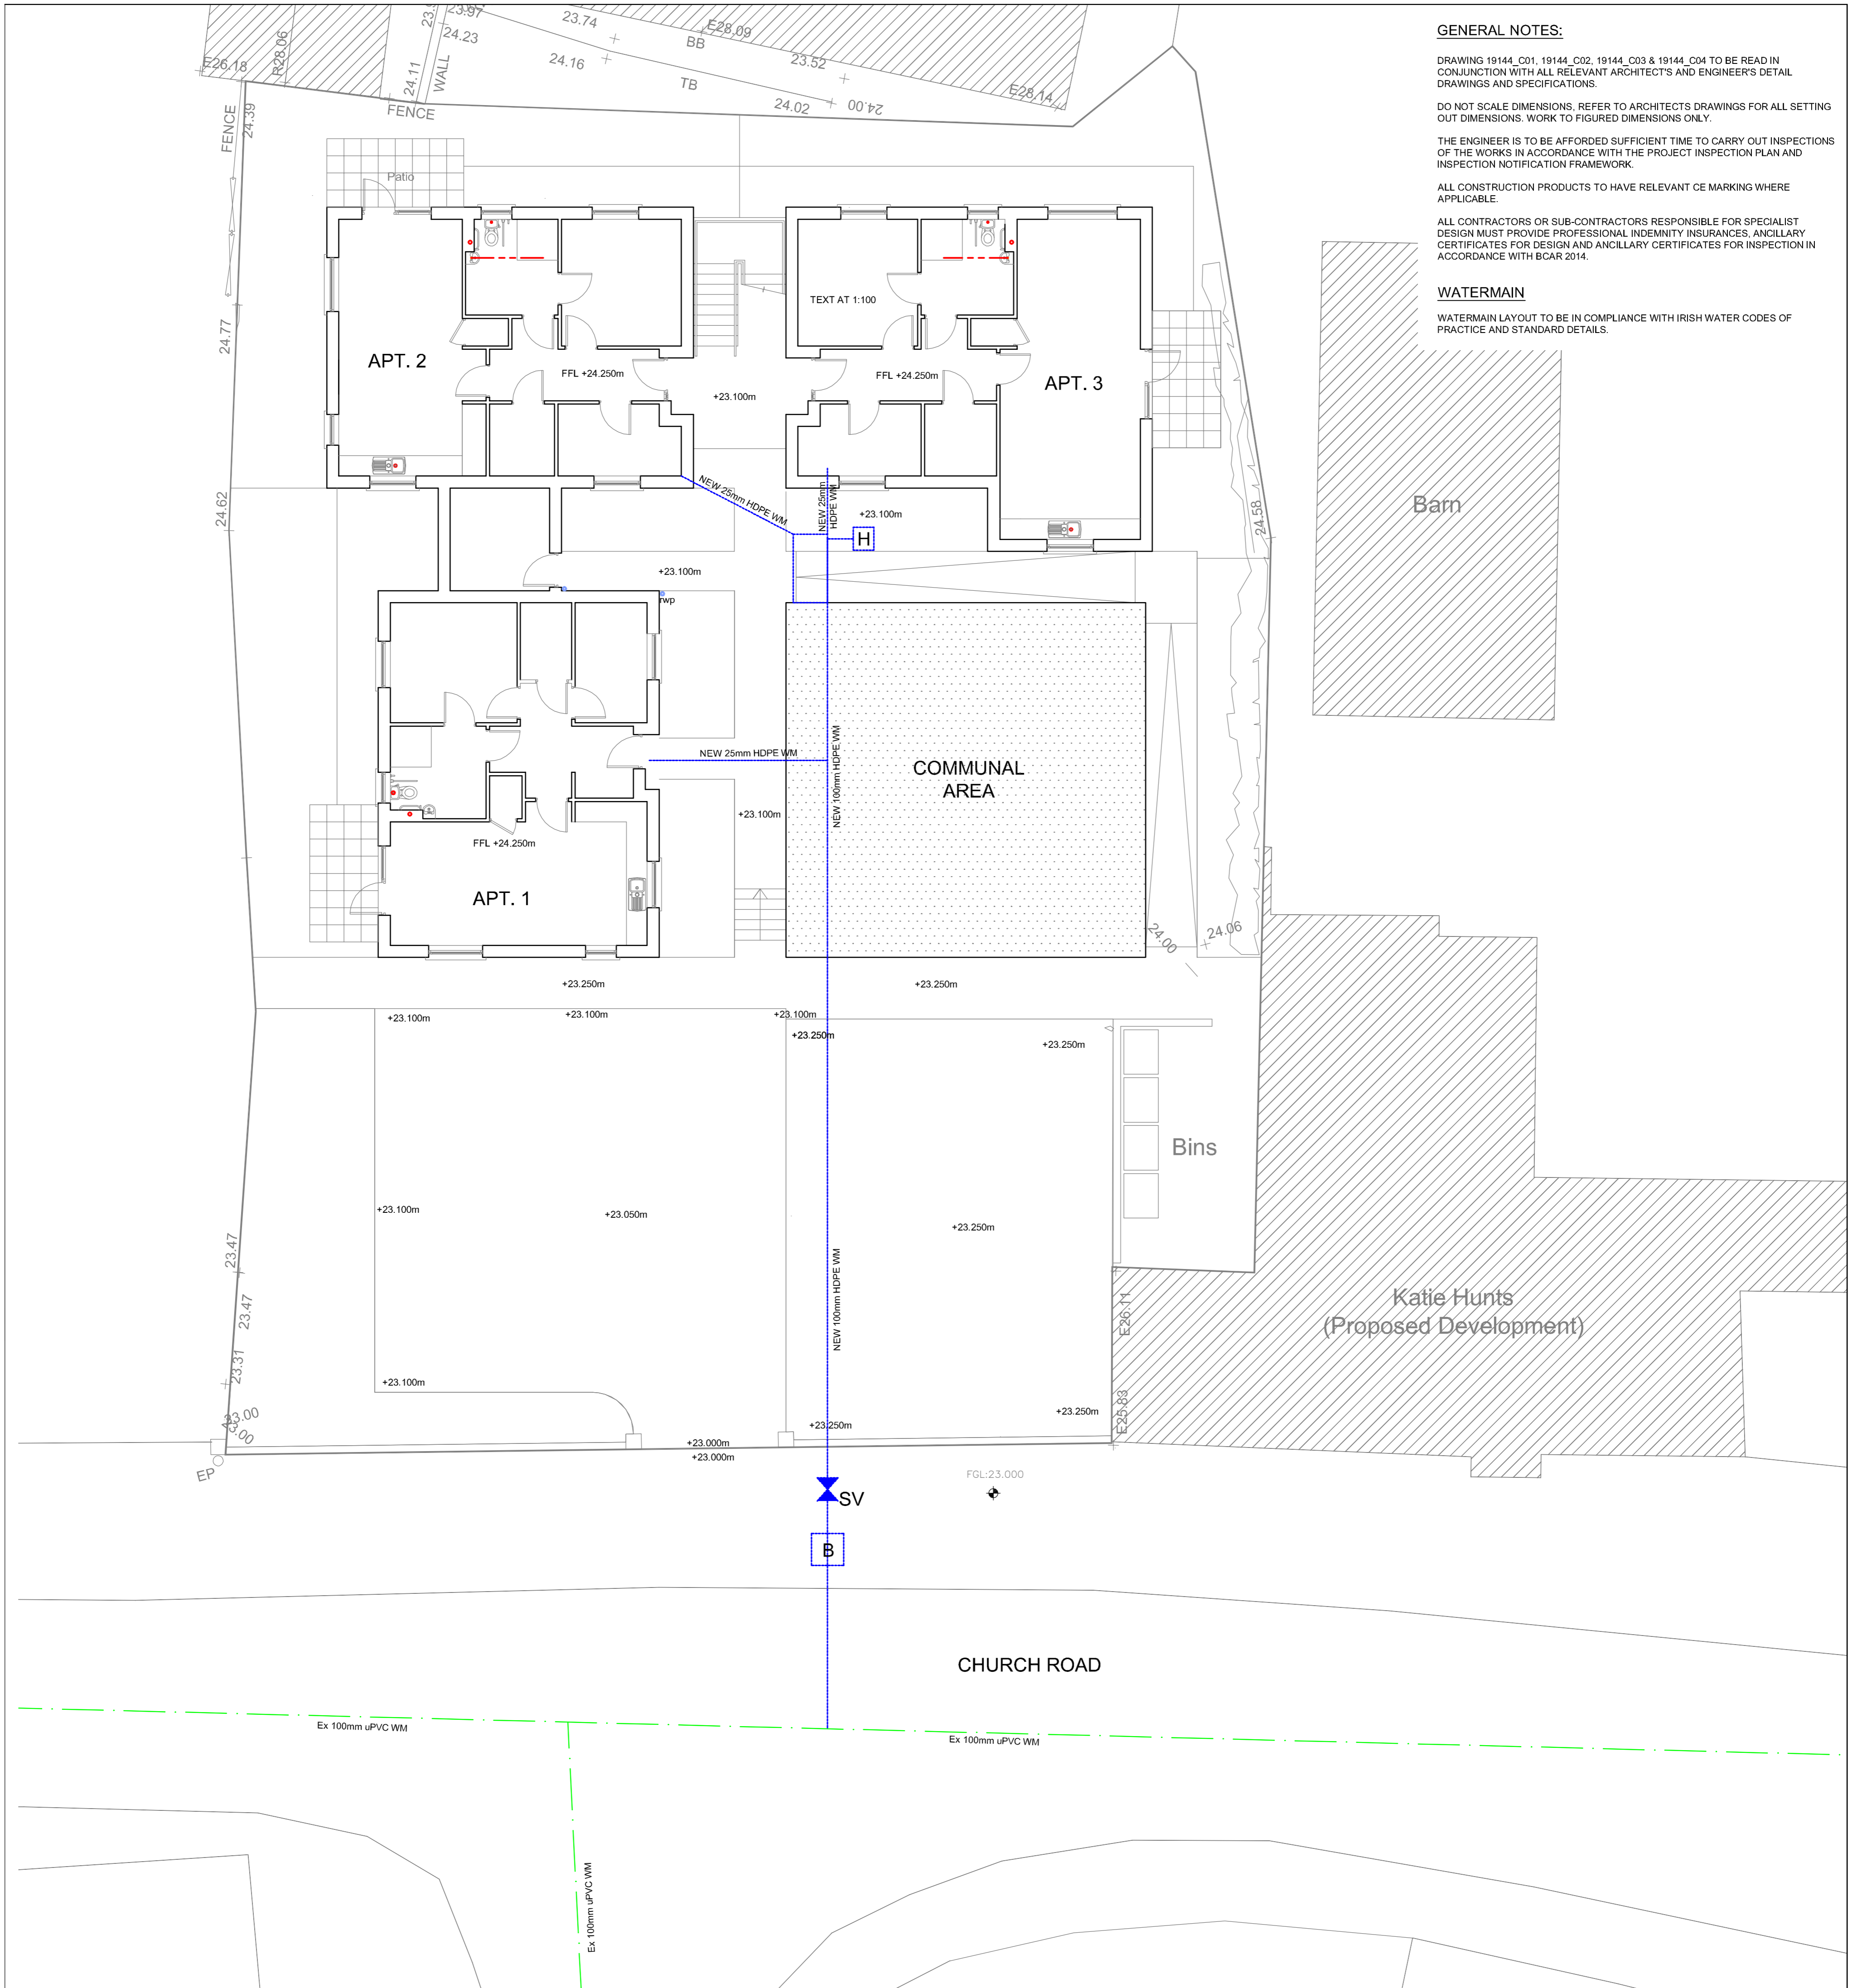 23.97
24.23
23.74
24.16
BB
E28.09
23.52
TB
24.02
24.00
E28.14
E26.18
R28.06
24.11
WALL
FENCE
FENCE
24.39
GENERAL NOTES:
DRAWING 19144_C01, 19144_C02, 19144_C03 & 19144_C04 TO BE READ IN
CONJUNCTION WITH ALL RELEVANT ARCHITECT'S AND ENGINEER'S DETAIL
DRAWINGS AND SPECIFICATIONS.
DO NOT SCALE DIMENSIONS, REFER TO ARCHITECTS DRAWINGS FOR ALL SETTING
OUT DIMENSIONS. WORK TO FIGURED DIMENSIONS ONLY.
THE ENGINEER IS TO BE AFFORDED SUFFICIENT TIME TO CARRY OUT INSPECTIONS
OF THE WORKS IN ACCORDANCE WITH THE PROJECT INSPECTION PLAN AND
INSPECTION NOTIFICATION FRAMEWORK.
ALL CONSTRUCTION PRODUCTS TO HAVE RELEVANT CE MARKING WHERE
APPLICABLE.
ALL CONTRACTORS OR SUB-CONTRACTORS RESPONSIBLE FOR SPECIALIST
DESIGN MUST PROVIDE PROFESSIONAL INDEMNITY INSURANCES, ANCILLARY
CERTIFICATES FOR DESIGN AND ANCILLARY CERTIFICATES FOR INSPECTION IN
ACCORDANCE WITH BCAR 2014.
WATERMAIN
WATERMAIN LAYOUT TO BE IN COMPLIANCE WITH IRISH WATER CODES OF
PRACTICE AND STANDARD DETAILS.
Patio
TEXT AT 1:100
24.77
APT. 2
FFL +24.250m
+23.100m
FFL +24.250m
APT. 3
24.62
NEW 25mm HDPE WM
NEW 25mm
HDPE WM
+23.100m
H
24.58
Barn
+23.100m
rwp
NEW 25mm HDPE WM
NEW 100mm HDPE WM
COMMUNAL
AREA
+23.100m
FFL +24.250m
APT. 1
24.00
24.06
+23.250m
+23.250m
+23.100m
+23.100m
+23.100m
+23.250m
+23.250m
Bins
+23.100m
+23.050m
+23.250m
23.47
23.47
23.31
NEW 100mm HDPE WM
E26.11
Katie Hunts
(Proposed Development)
+23.100m
+23.250m
+23.250m
E25.83
23.00
23.00
+23.000m
+23.000m
EP
FGL:23.000
SV
B
CHURCH ROAD
Ex 100mm uPVC WM
Ex 100mm uPVC WM
Ex 100mm uPVC WM